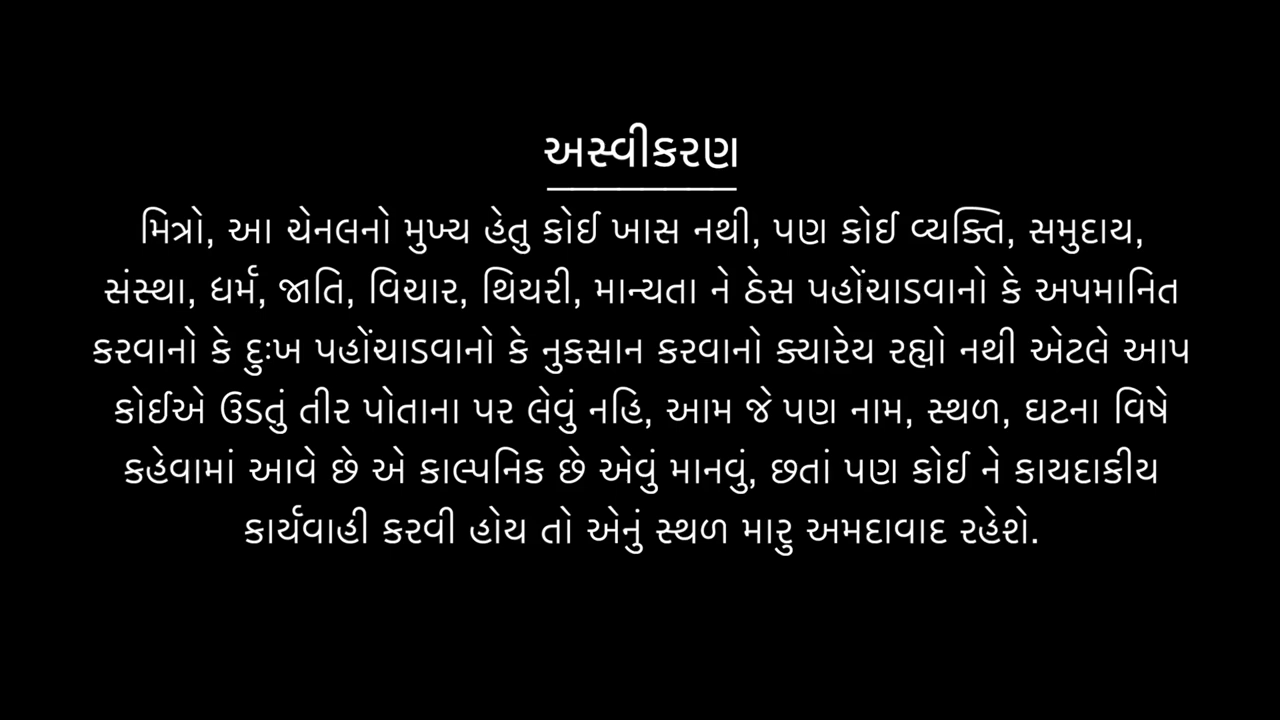 અસ્વીકરણ
મિત્રો, આ ચેનલનો મુખ્ય હેતુ કોઈ ખાસ નથી, પણ કોઈ વ્યક્તિ, સમુદાય,
સંસ્થા, ધર્મ, જાતિ, વિચાર, થિયરી, માન્યતા ને ઠેસ પહોંચાડવાનો કે અપમાનિત
કરવાનો કે દુઃખ પહોંચાડવાનો કે નુકસાન કરવાનો ક્યારેય રહ્યો નથી એટલે આપ
કોઈએ ઉડતું તીર પોતાના પર લેવું નહિ, આમ જે પણ નામ, સ્થળ, ઘટના વિષે
કહેવામાં આવે છે એ કાલ્પનિક છે એવું માનવું, છતાં પણ કોઈ ને કાયદાકીય
કાર્યવાહી કરવી હોય તો એનું સ્થળ મારુ અમદાવાદ રહેશે.